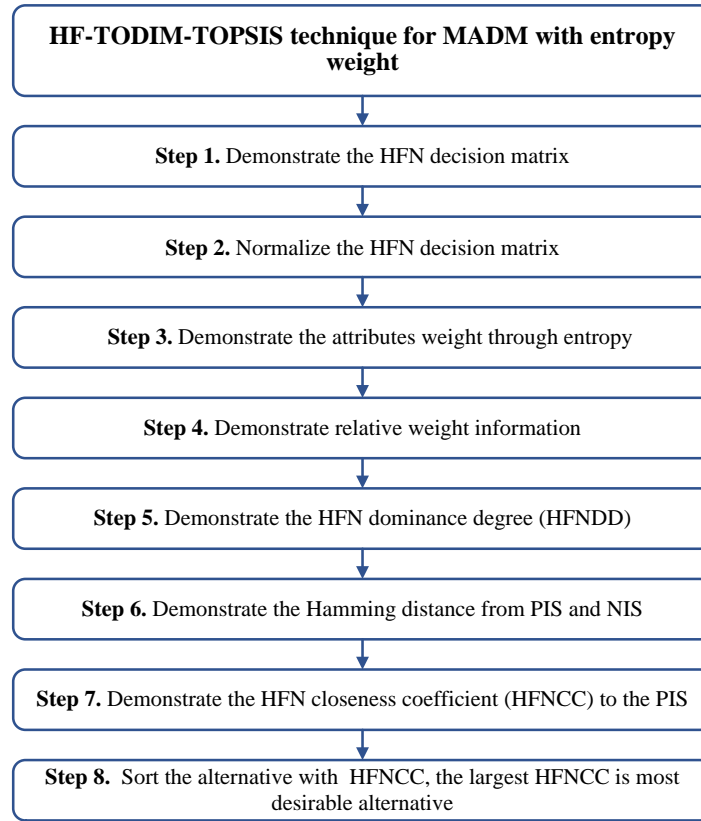 HF-TODIM-TOPSIS technique for MADM with entropy
weight
Step 1. Demonstrate the HFN decision matrix
Step 2. Normalize the HFN decision matrix
Step 3. Demonstrate the attributes weight through entropy
Step 4. Demonstrate relative weight information
Step 5. Demonstrate the HFN dominance degree (HFNDD)
Step 6. Demonstrate the Hamming distance from PIS and NIS
Step 7. Demonstrate the HFN closeness coefficient (HFNCC) to the PIS
Step 8. Sort the alternative with HFNCC, the largest HFNCC is most
desirable alternative